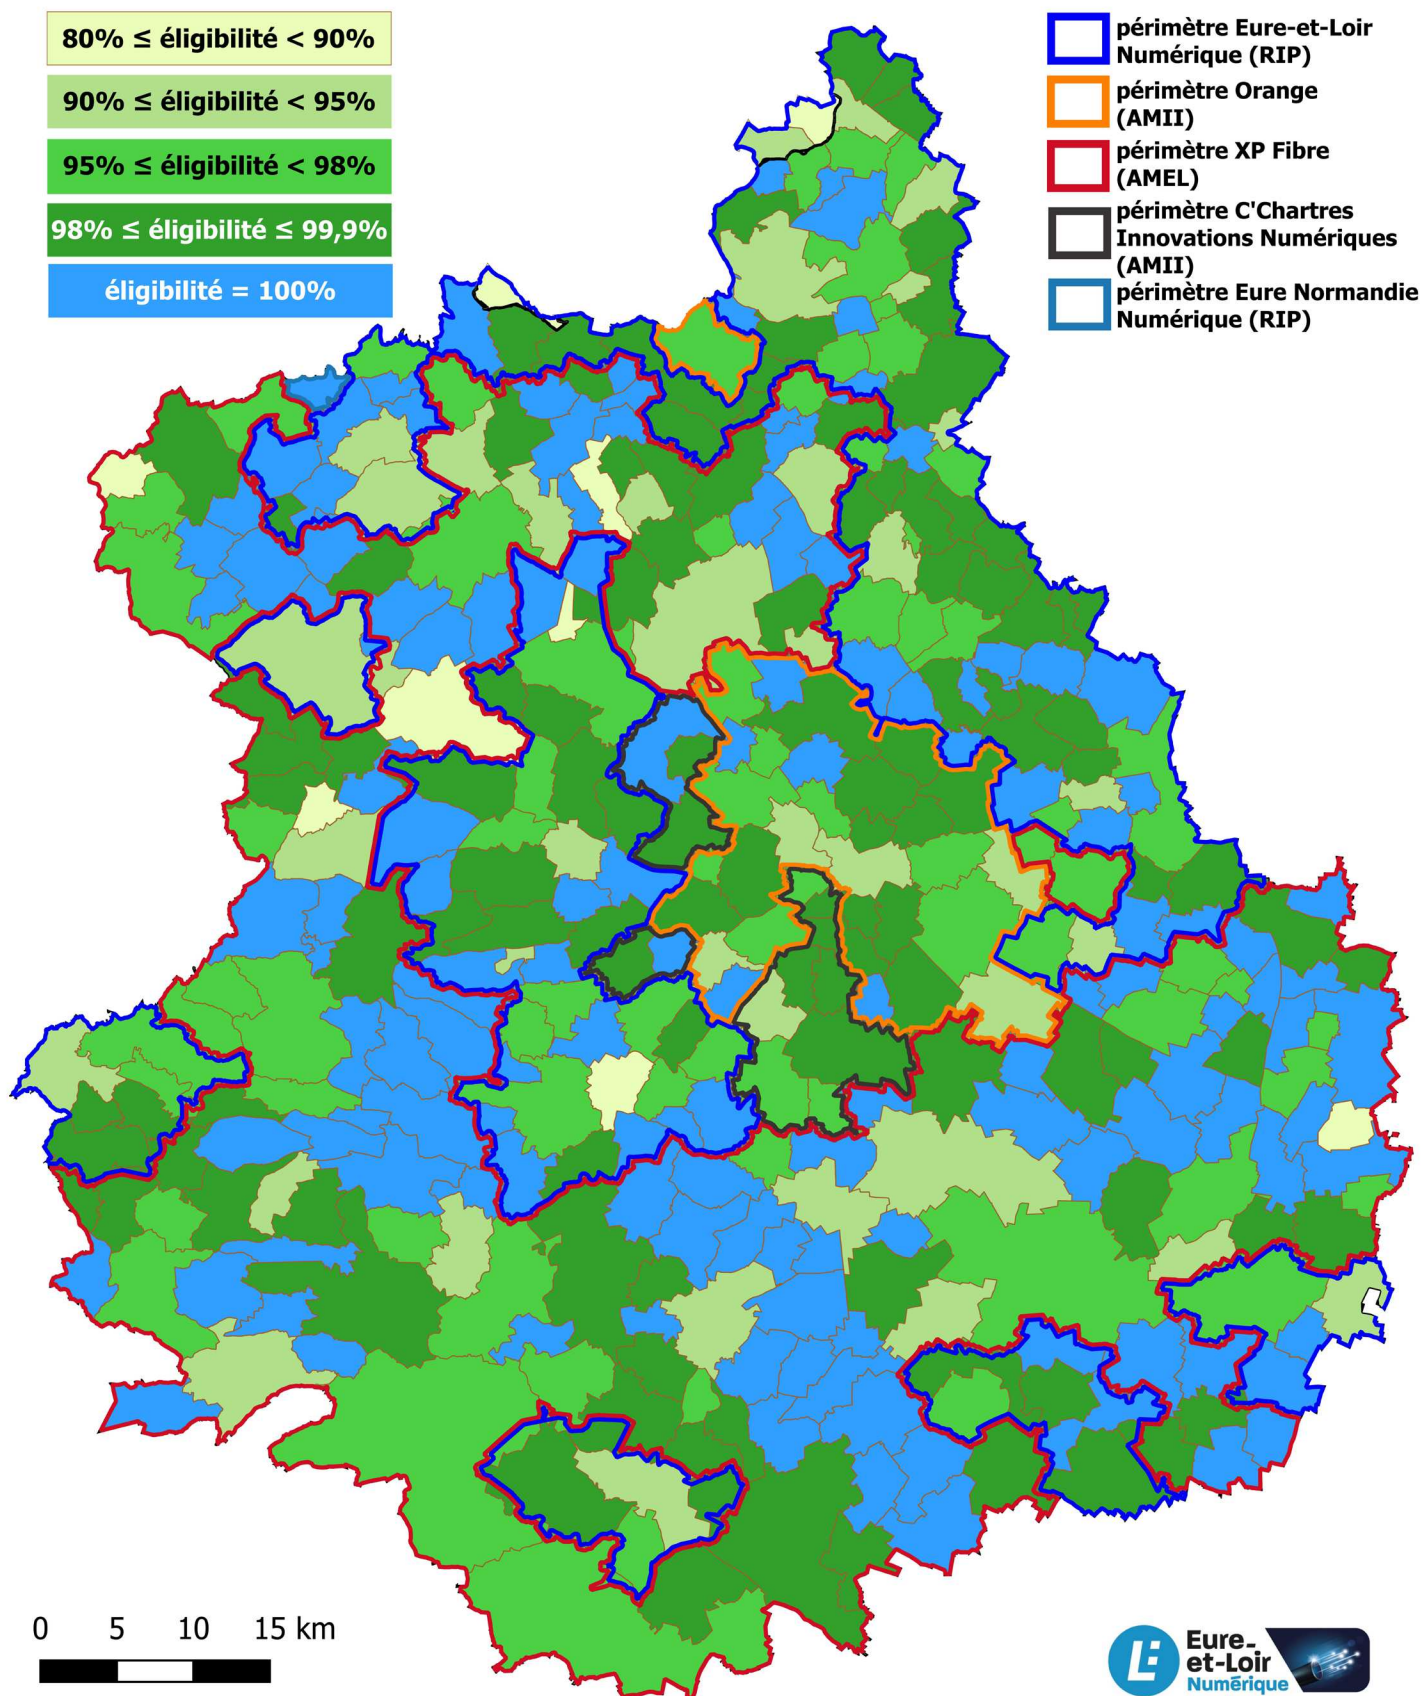 80% ≤ éligibilité < 90%
90% ≤ éligibilité < 95%
95% ≤ éligibilité < 98%
98% ≤ éligibilité ≤ 99,9%
éligibilité = 100%
périmètre Eure-et-Loir
Numérique (RIP)
périmètre Orange
(AMII)
périmètre XP Fibre
(AMEL)
périmètre C'Chartres
Innovations Numériques
(AMII)
périmètre Eure Normandie
Numérique (RIP)
0 5 10 15 km
Eure-
et-Loir
Numérique